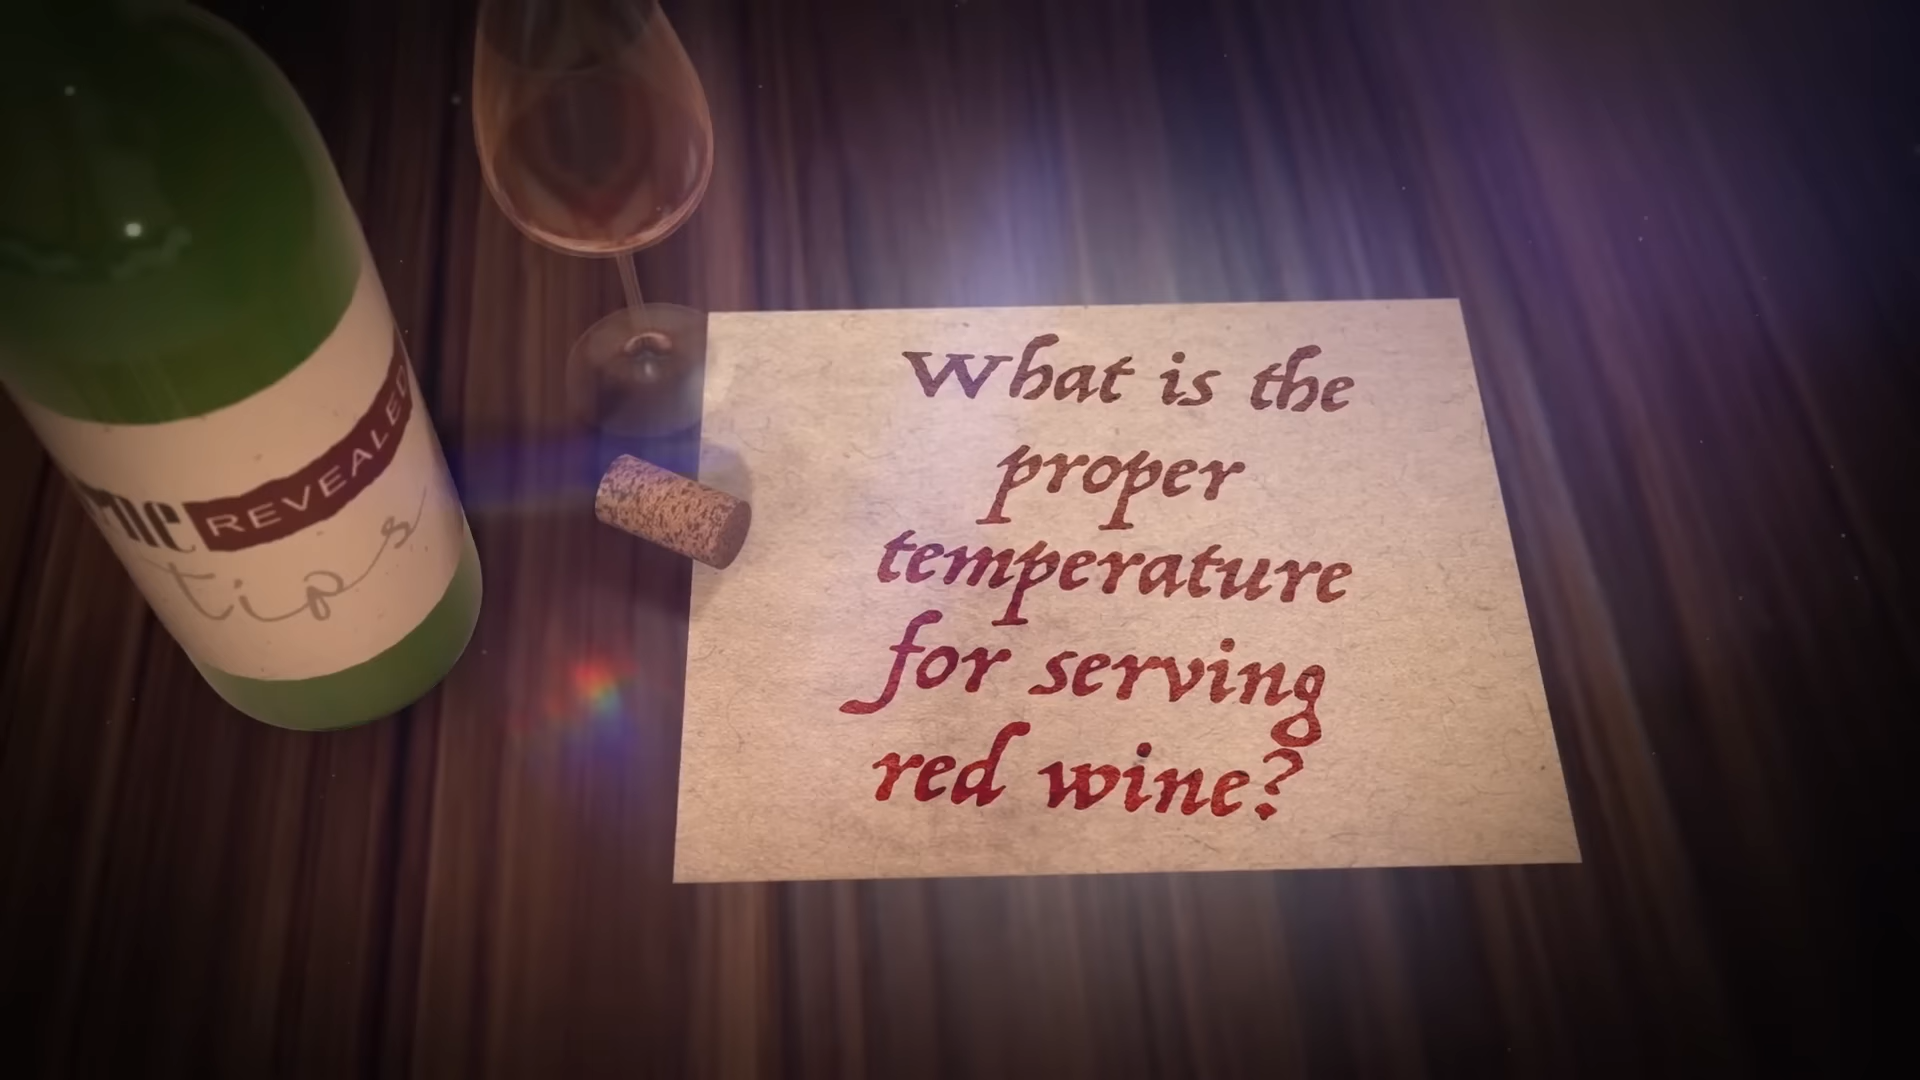 REVEALED
tips
What is the
proper
temperature
for serving
red wine?